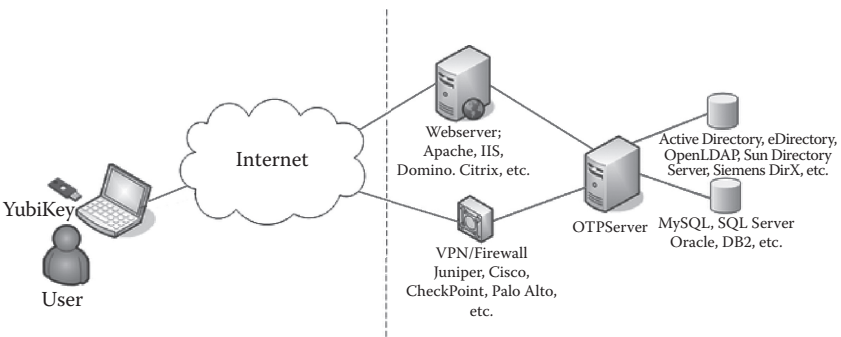 YubiKey
User
Internet
Webserver;
Apache, IIS,
Domino. Citrix, etc.
VPN/Firewall
Juniper, Cisco,
CheckPoint, Palo Alto,
etc.
OTPServer
Active Directory, eDirectory,
OpenLDAP, Sun Directory
Server, Siemens DirX, etc.
MySQL, SQL Server
Oracle, DB2, etc.